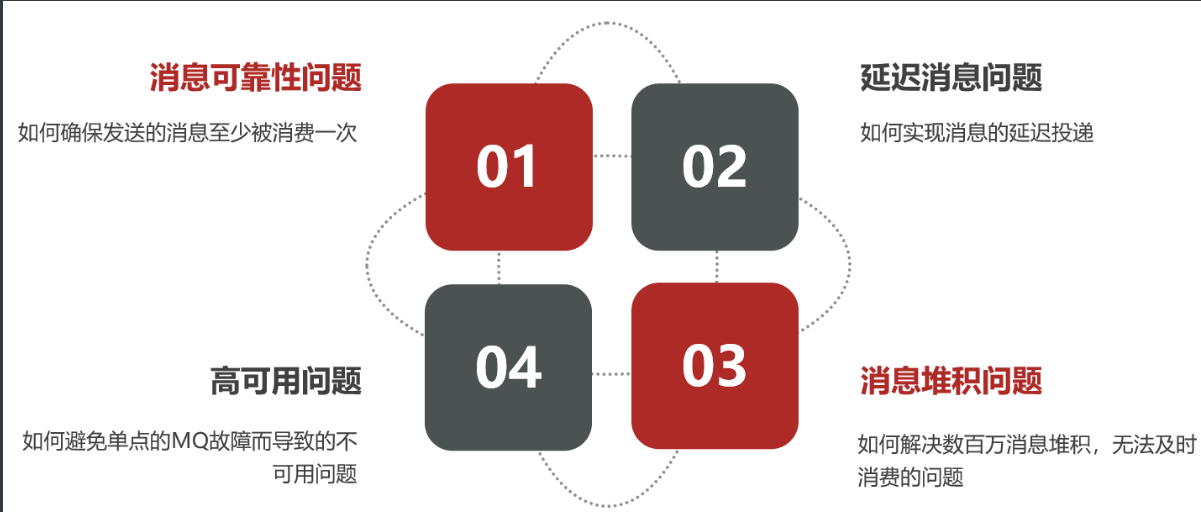 消息可靠性问题
如何确保发送的消息至少被消费一次
01
02
延迟消息问题
如何实现消息的延迟投递
高可用问题
如何避免单点的MQ故障而导致的不
可用问题
04
03
消息堆积问题
如何解决数百万消息堆积，无法及时
消费的问题